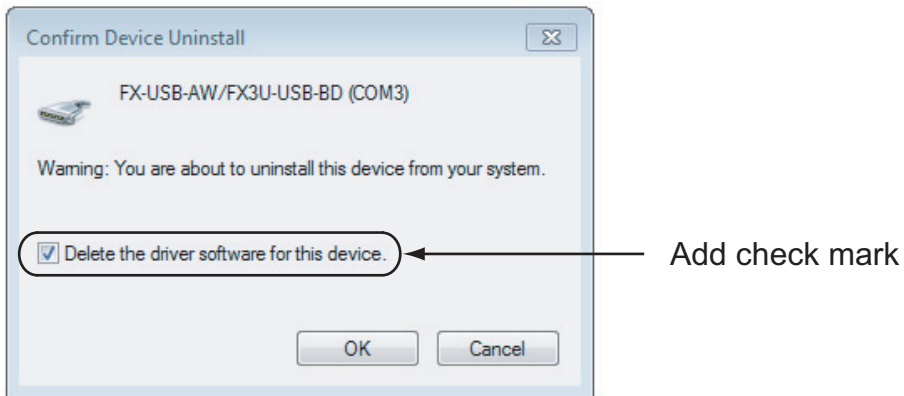 Confirm Device Uninstall
FX-USB-AW/FX3U-USB-BD (COM3)
Warning: You are about to uninstall this device from your system.
Delete the driver software for this device.
Add check mark
OK
Cancel